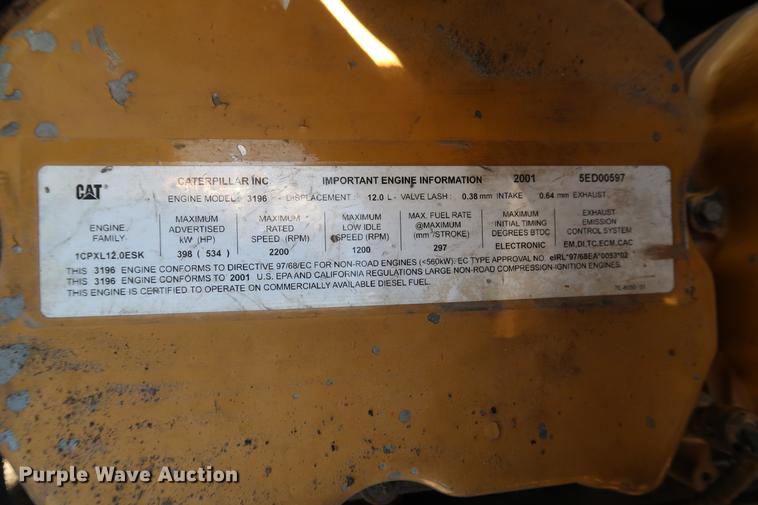 CAT CATERPILLAR INC IMPORTANT ENGINE INFORMATION 2001 5ED00597
ENGINE MODEL: 3196 - DISPLACEMENT : 12.0 L - VALVE LASH : 0.38 mm INTAKE 0.64 mm EXHAUST
ENGINE FAMILY MAXIMUM ADVERTISED kW (HP) MAXIMUM RATED SPEED (RPM) MAXIMUM LOW IDLE SPEED (RPM) MAX. FUEL RATE @MAXIMUM (mm³/STROKE) MAXIMUM INITIAL TIMING DEGREES BTDC EXHAUST EMISSION CONTROL SYSTEM
1CPXL12.0ESK 398 ( 534 ) 2200 1200 297 ELECTRONIC EM,DI,TC,ECM,CAC
THIS 3196 ENGINE CONFORMS TO DIRECTIVE 97/68/EC FOR NON-ROAD ENGINES (<560kW). EC TYPE APPROVAL NO. eIRL*97/68EA*0053*02
THIS 3196 ENGINE CONFORMS TO 2001 U.S. EPA AND CALIFORNIA REGULATIONS LARGE NON-ROAD COMPRESSION-IGNITION ENGINES.
THIS ENGINE IS CERTIFIED TO OPERATE ON COMMERCIALLY AVAILABLE DIESEL FUEL.
Purple Wave Auction